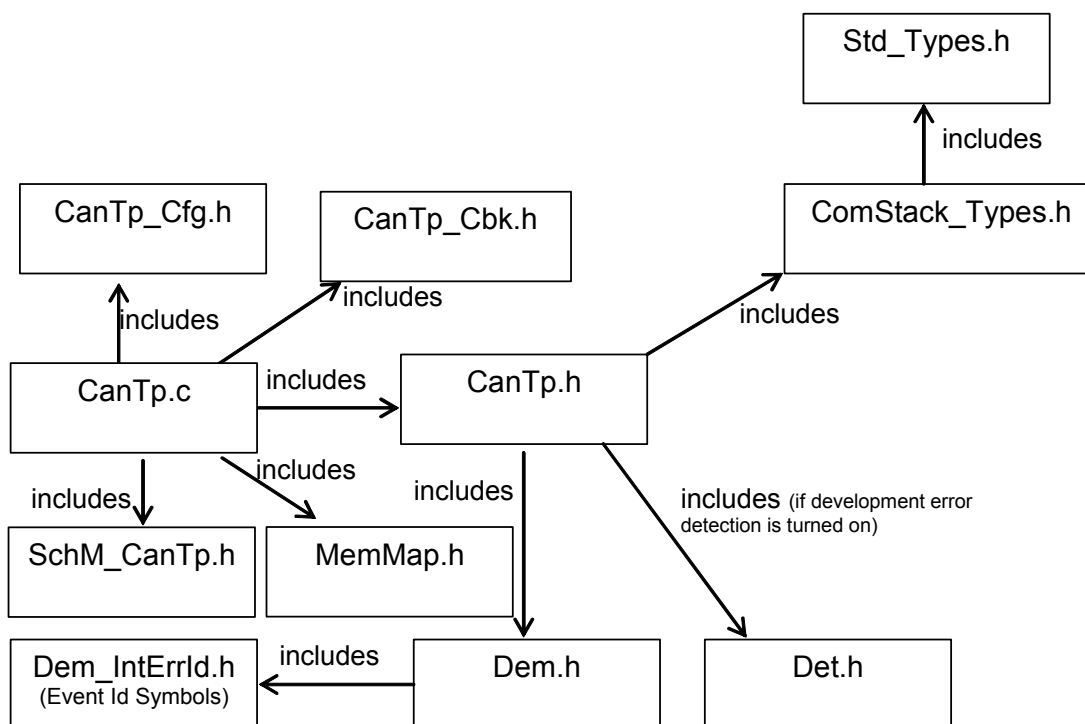 Std_Types.h
includes
CanTp_Cfg.h
CanTp_Cbk.h
ComStack_Types.h
includes
includes
includes
CanTp.c
includes
CanTp.h
includes
includes
includes
includes (if development error
detection is turned on)
SchM_CanTp.h
MemMap.h
Dem_IntErrId.h
(Event Id Symbols)
includes
Dem.h
Det.h